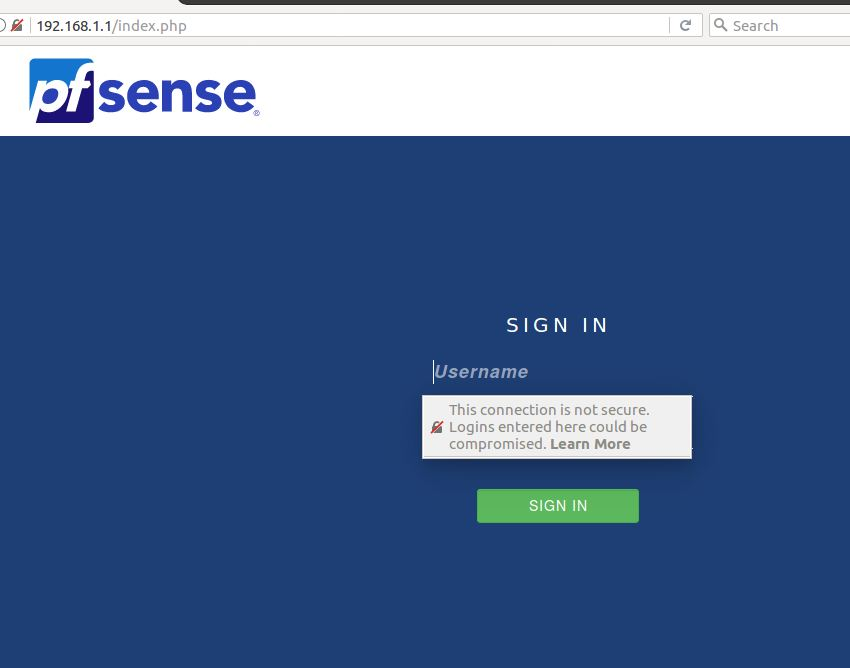 192.168.1.1/index.php
Search
pfsense®
SIGN IN
Username
This connection is not secure.
Logins entered here could be
compromised. Learn More
SIGN IN